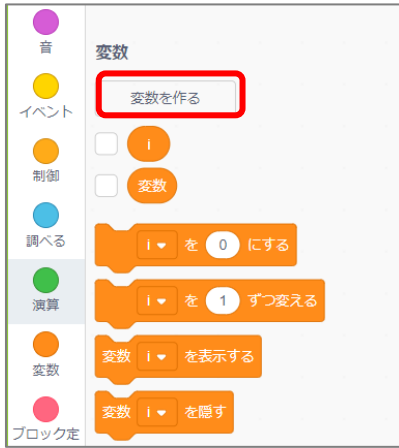 音
イベント
制御
調べる
演算
変数
ブロック定
変数
変数を作る
i
変数
i を 0 にする
i を 1 ずつ変える
変数 i を表示する
変数 i を隠す